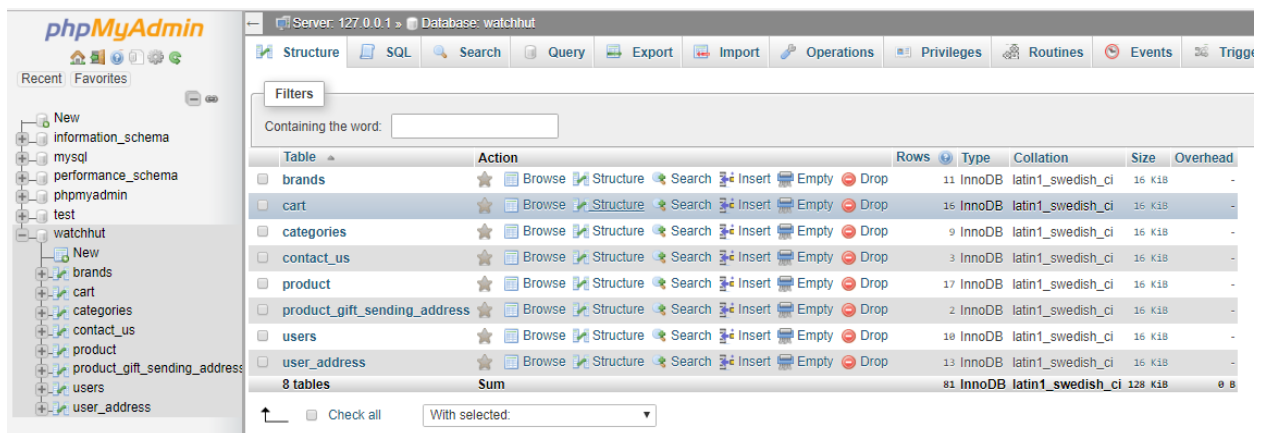 phpMyAdmin
Recent Favorites
New
information_schema
mysql
performance_schema
phpmyadmin
test
watchhut
New
brands
cart
categories
contact_us
product
product_gift_sending_address
users
user_address
Server: 127.0.0.1 » Database: watchhut
Structure SQL Search Query Export Import Operations Privileges Routines Events Trigge
Filters
Containing the word:
Table Action Rows Type Collation Size Overhead
brands Browse Structure Search Insert Empty Drop 11 InnoDB latin1_swedish_ci 16 KiB -
cart Browse Structure Search Insert Empty Drop 16 InnoDB latin1_swedish_ci 16 KiB -
categories Browse Structure Search Insert Empty Drop 9 InnoDB latin1_swedish_ci 16 KiB -
contact_us Browse Structure Search Insert Empty Drop 3 InnoDB latin1_swedish_ci 16 KiB -
product Browse Structure Search Insert Empty Drop 17 InnoDB latin1_swedish_ci 16 KiB -
product_gift_sending_address Browse Structure Search Insert Empty Drop 2 InnoDB latin1_swedish_ci 16 KiB -
users Browse Structure Search Insert Empty Drop 10 InnoDB latin1_swedish_ci 16 KiB -
user_address Browse Structure Search Insert Empty Drop 13 InnoDB latin1_swedish_ci 16 KiB -
8 tables Sum 81 InnoDB latin1_swedish_ci 128 KiB 0 B
Check all With selected: